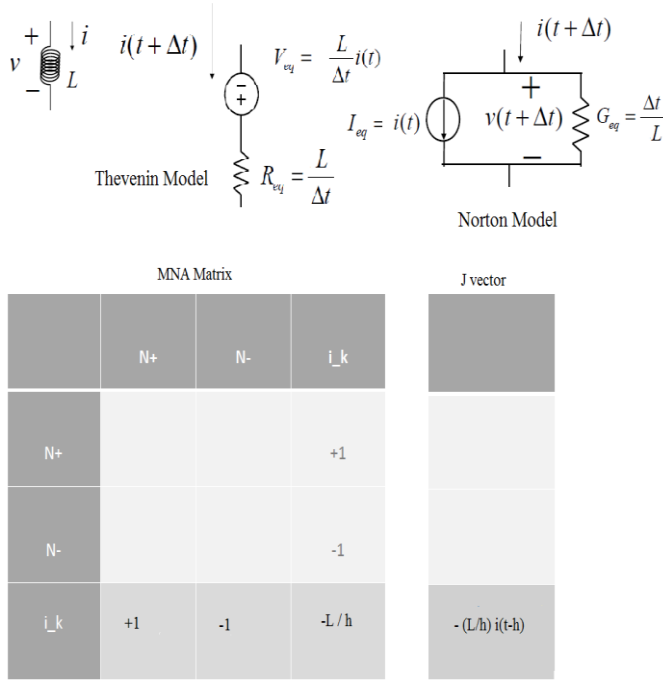 +
i
v
−
L
i(t + Δt)
−
+
V_eq = L/Δt i(t)
Thevenin Model
R_eq = L/Δt
i(t + Δt)
I_eq = i(t)
+
v(t + Δt)
−
G_eq = Δt/L
Norton Model
MNA Matrix
J vector
N+ N- i_k
N+ +1
N- -1
i_k +1 -1 -L / h
- (L/h) i(t-h)